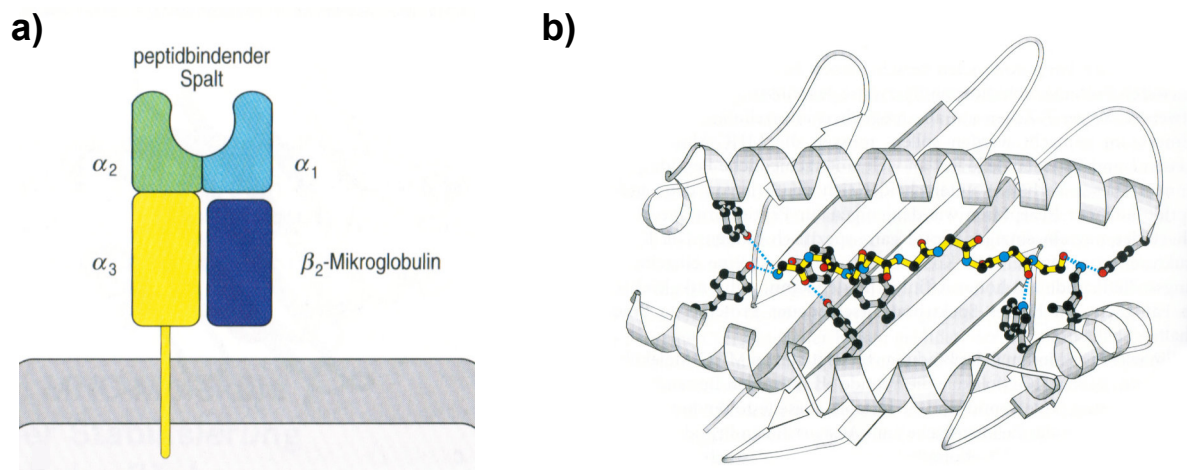 a)
peptidbindender
Spalt
α2
α1
α3
β2-Mikroglobulin
b)